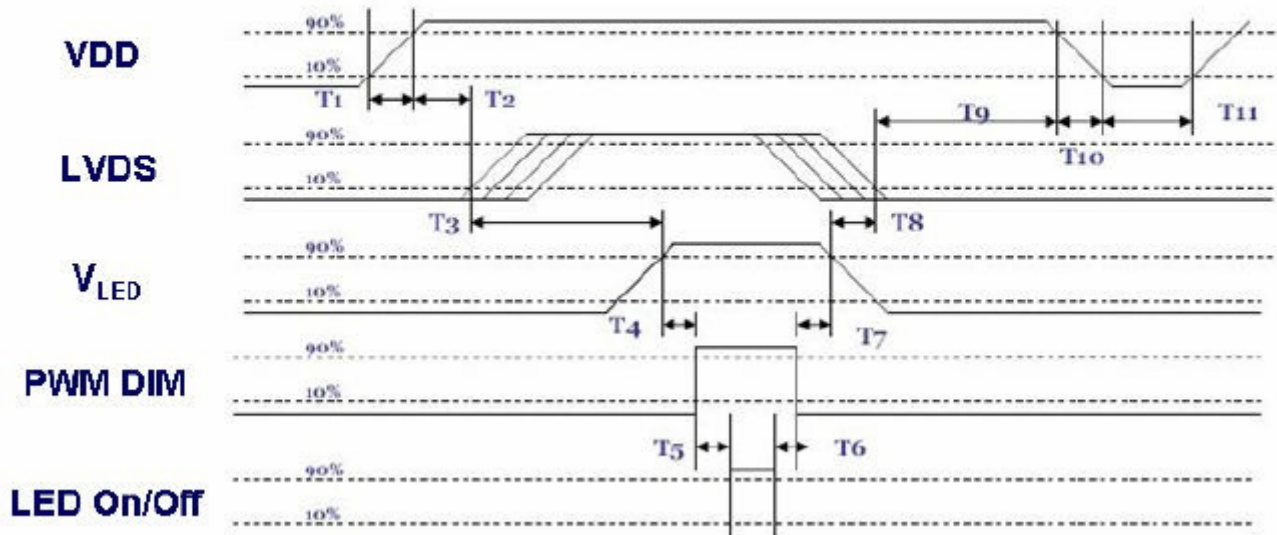 90%
VDD
10%
T1 T2 T9 T11
90% T10
LVDS
10%
T3 T8
90%
VLED
10%
T4 T7
90%
PWM DIM
10%
T5 T6
90%
LED On/Off
10%